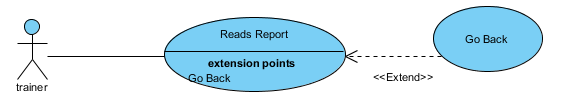 Reads Report
Go Back
extension points
Go Back
<<Extend>>
trainer